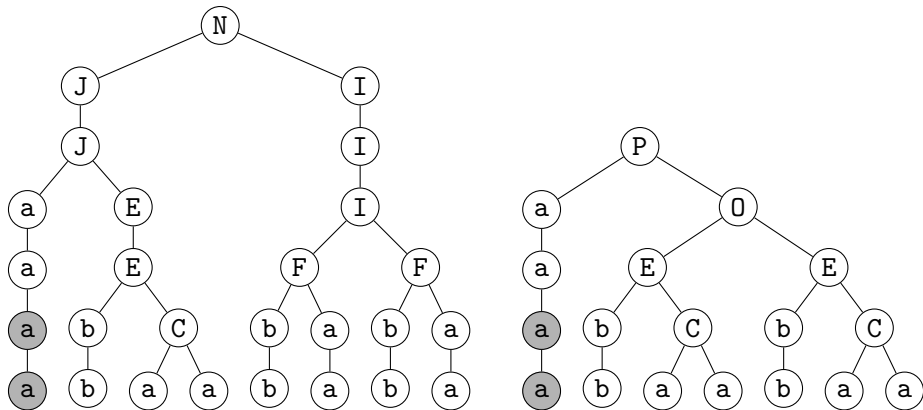 N
J I
J I P
a E I a O
a E F F a E E
a b C b a b a a b C b C
a b a a b a b a a b a a b a a